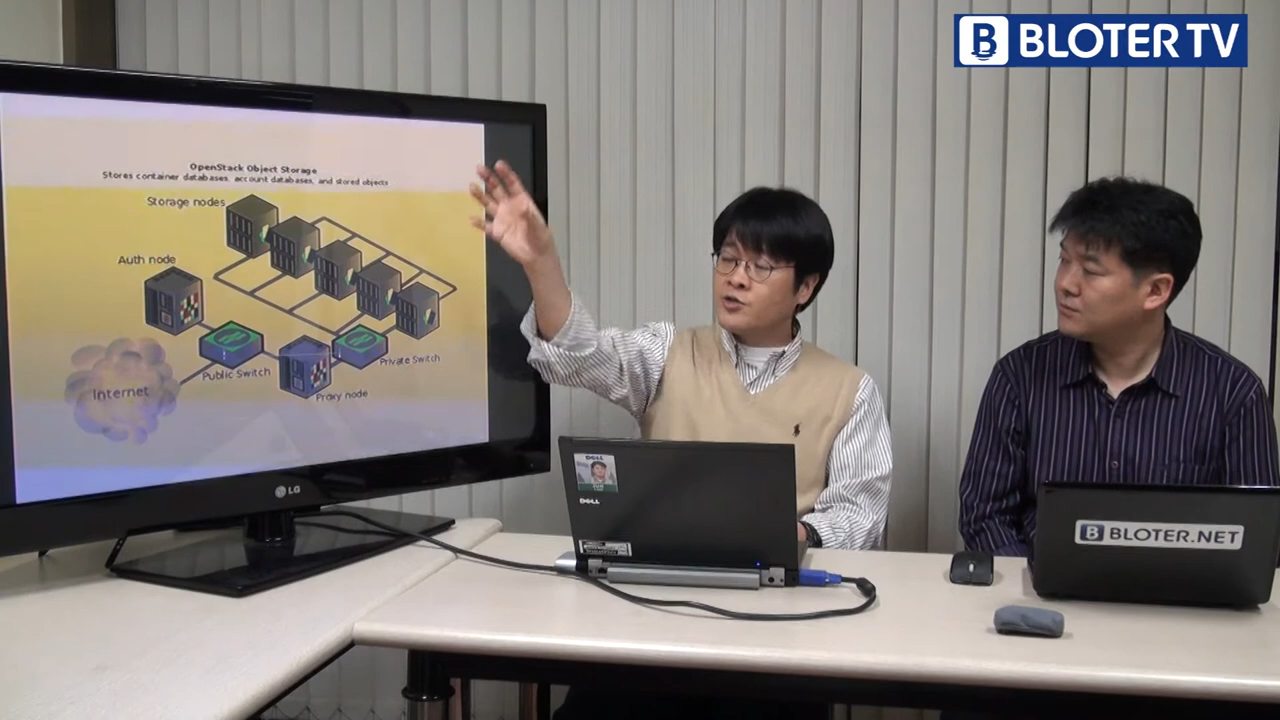 B BLOTER TV
OpenStack Object Storage
Stores container databases, account databases, and stored objects
Storage nodes
Auth node
Public Switch
Private Switch
Internet
Proxy node
LG
DELL
DELL
B BLOTER.NET